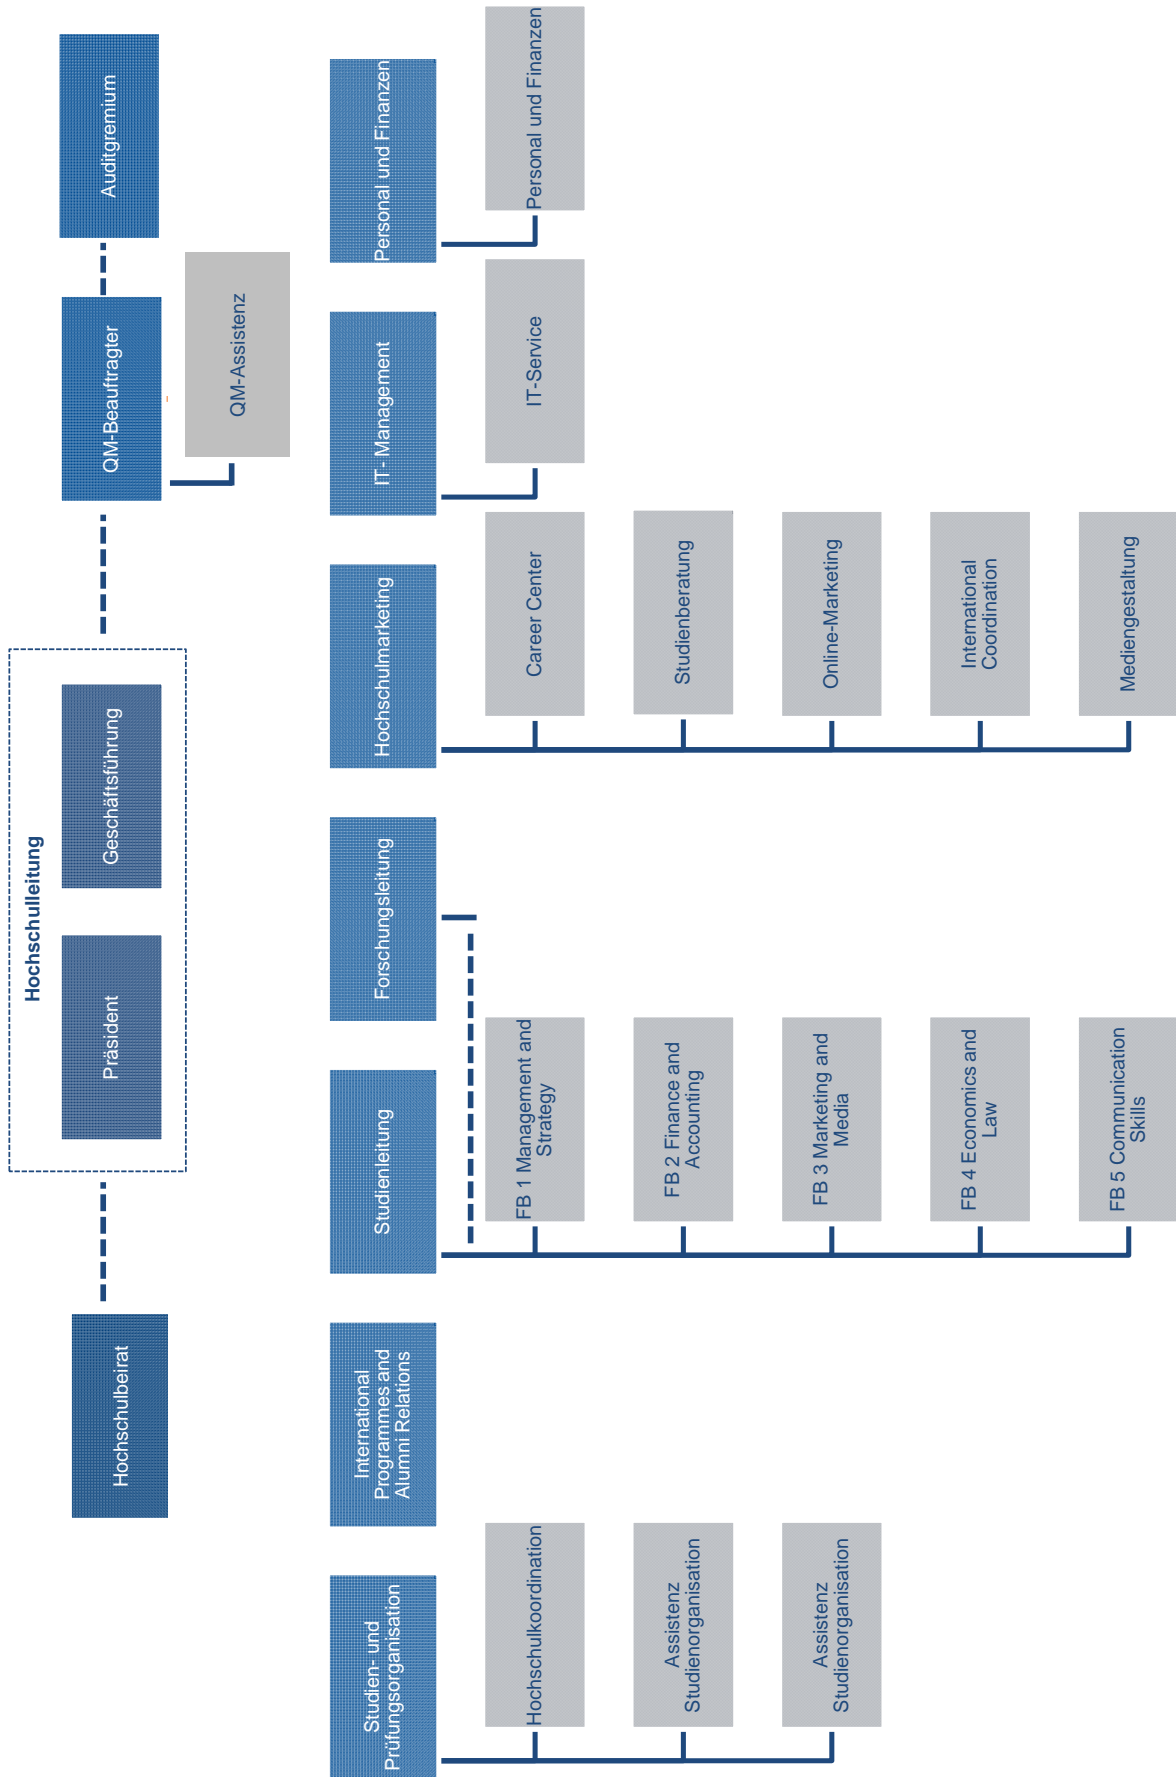 Hochschulleitung
Hochschulbeirat
Präsident
Geschäftsführung
QM-Beauftragter
Auditgremium
QM-Assistenz
Studien- und
Prüfungsorganisation
International
Programmes and
Alumni Relations
Studienleitung
Forschungsleitung
Hochschulmarketing
IT- Management
Personal und Finanzen
Hochschulkoordination
Assistenz
Studienorganisation
Assistenz
Studienorganisation
FB 1 Management and
Strategy
FB 2 Finance and
Accounting
FB 3 Marketing and
Media
FB 4 Economics and
Law
FB 5 Communication
Skills
Career Center
Studienberatung
Online-Marketing
International
Coordination
Mediengestaltung
IT-Service
Personal und Finanzen